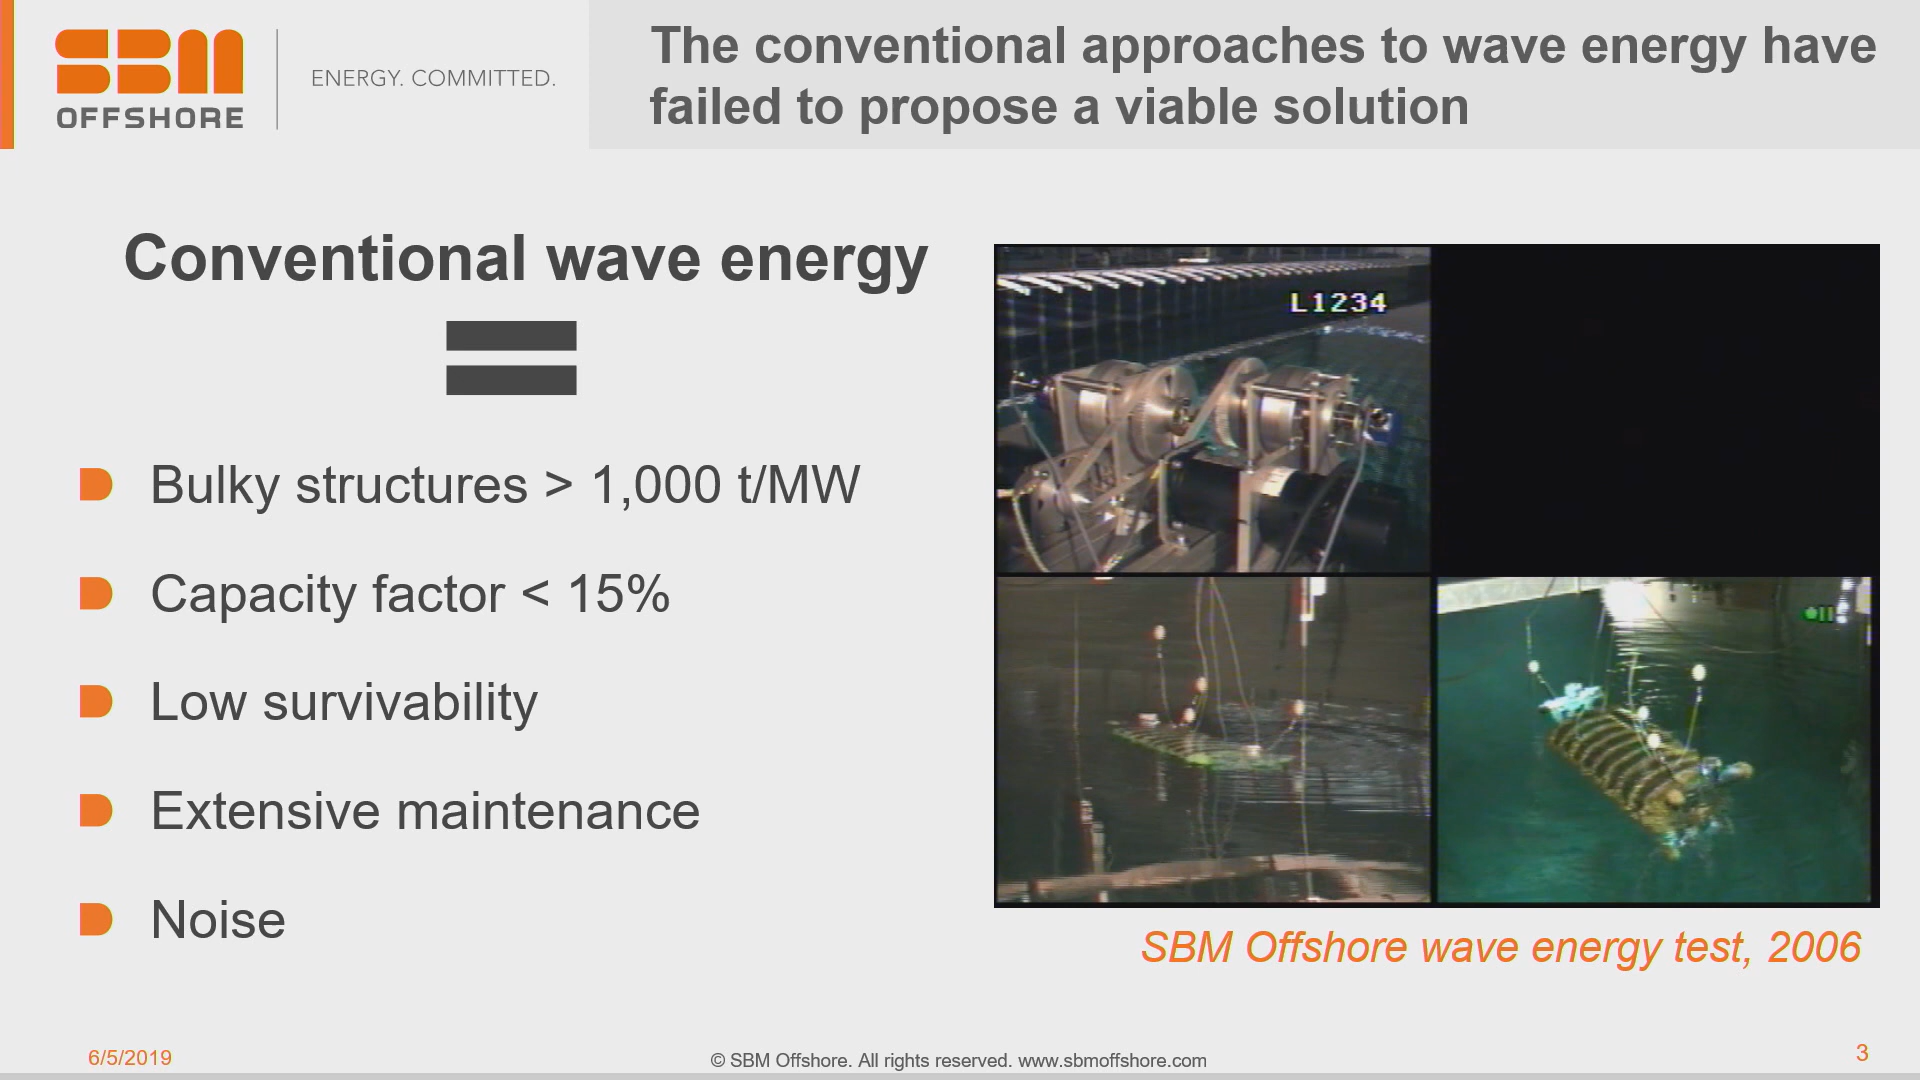 SBM
OFFSHORE
ENERGY. COMMITTED.
The conventional approaches to wave energy have
failed to propose a viable solution
Conventional wave energy
=
Bulky structures > 1,000 t/MW
Capacity factor < 15%
Low survivability
Extensive maintenance
Noise
L1234
SBM Offshore wave energy test, 2006
6/5/2019
© SBM Offshore. All rights reserved. www.sbmoffshore.com
3